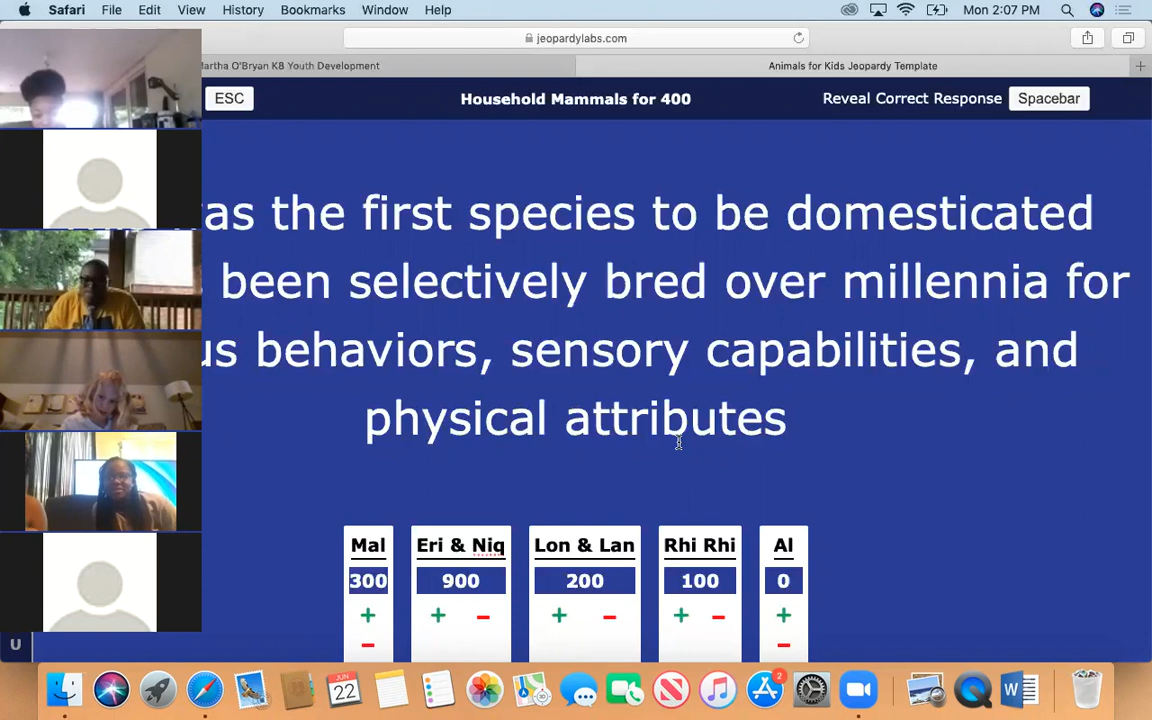 Safari File Edit View History Bookmarks Window Help Mon 2:07 PM
jeopardylabs.com
artha O'Bryan K8 Youth Development Animals for Kids Jeopardy Template
ESC Household Mammals for 400 Reveal Correct Response Spacebar
as the first species to be domesticated
been selectively bred over millennia for
us behaviors, sensory capabilities, and
physical attributes
Mal Eri & Niq Lon & Lan Rhi Rhi Al
300 900 200 100 0
+ + − + − + − +
− −
U
JUN
22 2 W